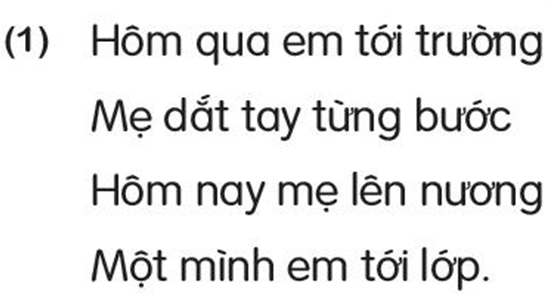 (1) Hôm qua em tới trường
Mẹ dắt tay từng bước
Hôm nay mẹ lên nương
Một mình em tới lớp.